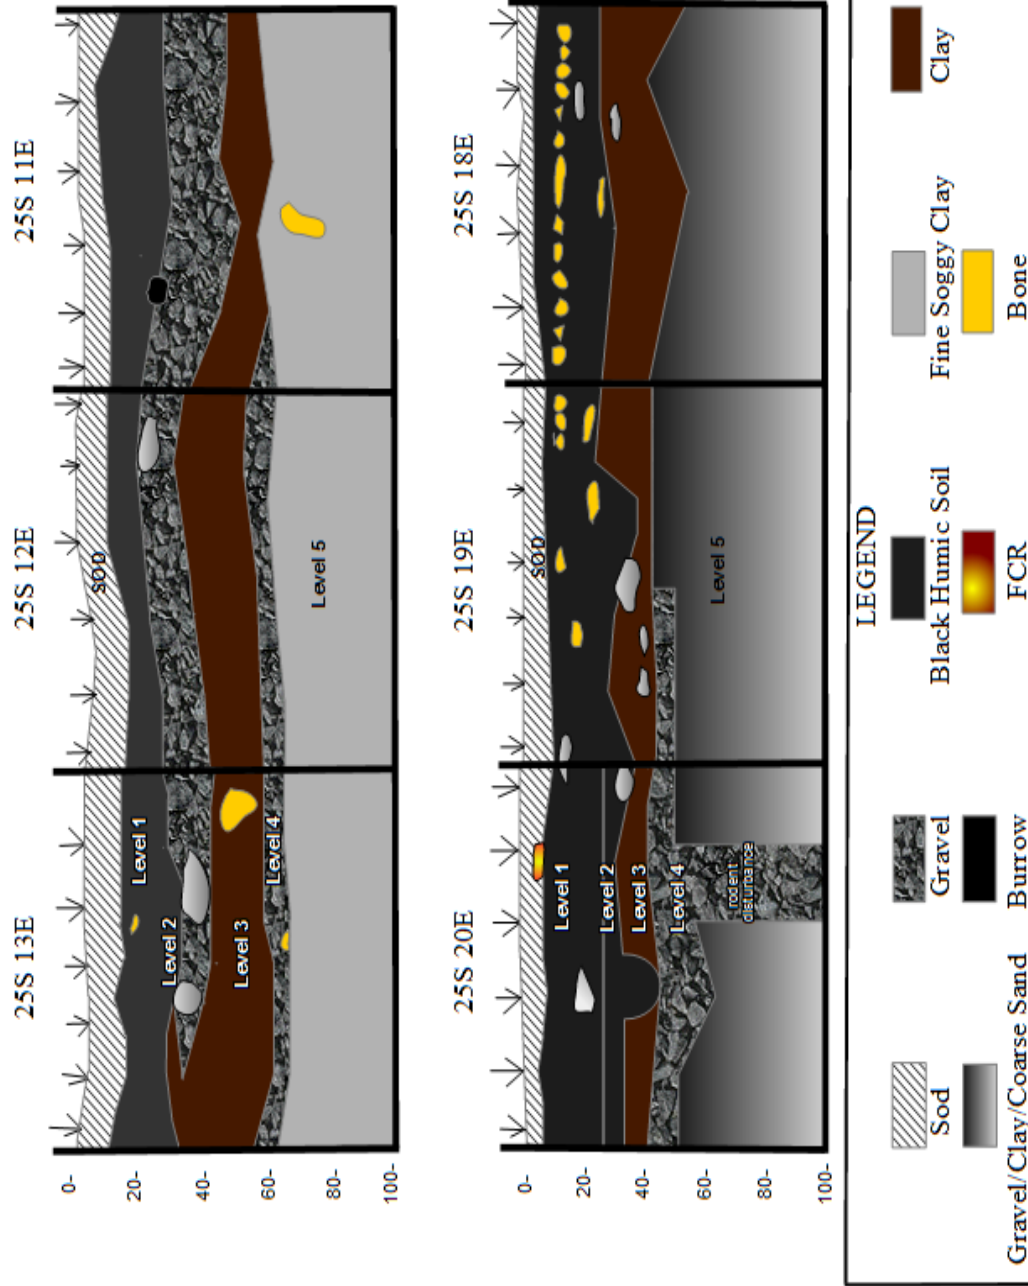 25S 13E
25S 12E
25S 11E
0-
20-
40-
60-
80-
100-
SOD
Level 1
Level 2
Level 3
Level 4
Level 5
25S 20E
25S 19E
25S 18E
0-
20-
40-
60-
80-
100-
SOD
Level 1
Level 2
Level 3
Level 4
Level 5
rodent
disturbance
LEGEND
Sod
Gravel
Black Humic Soil
Fine Soggy Clay
Clay
Gravel/Clay/Coarse Sand
Burrow
FCR
Bone